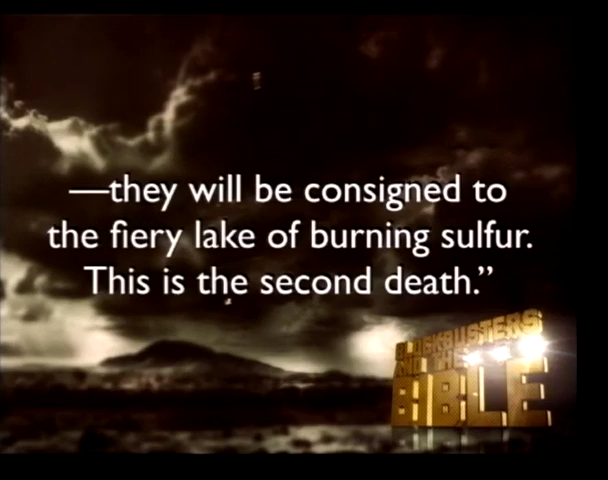 —they will be consigned to
the fiery lake of burning sulfur.
This is the second death.”
BLOCKBUSTERS
AND THE
BIBLE